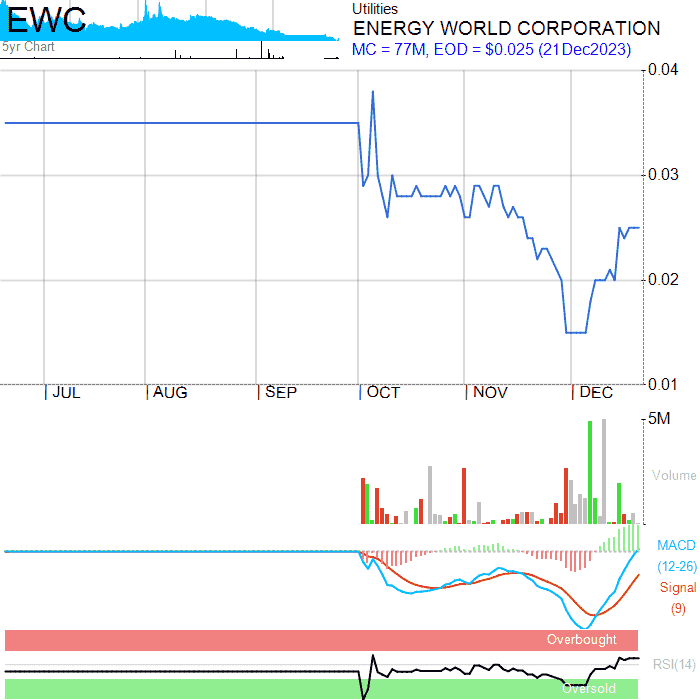 EWC
5yr Chart
Utilities
ENERGY WORLD CORPORATION
MC = 77M, EOD = $0.025 (21Dec2023)
0.04
0.03
0.02
0.01
JUL AUG SEP OCT NOV DEC
5M
Volume
MACD
(12-26)
Signal
(9)
Overbought
RSI(14)
Oversold